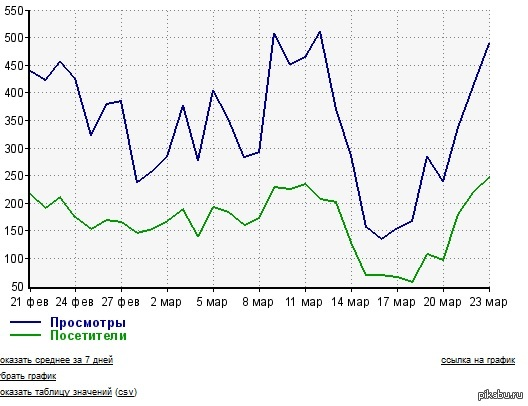 550
500
450
400
350
300
250
200
150
100
50
21 фев 24 фев 27 фев 2 мар 5 мар 8 мар 11 мар 14 мар 17 мар 20 мар 23 мар
Просмотры
Посетители
оказать среднее за 7 дней ссылка на график
брать график
оказать таблицу значений (csv)
pikabu.ru